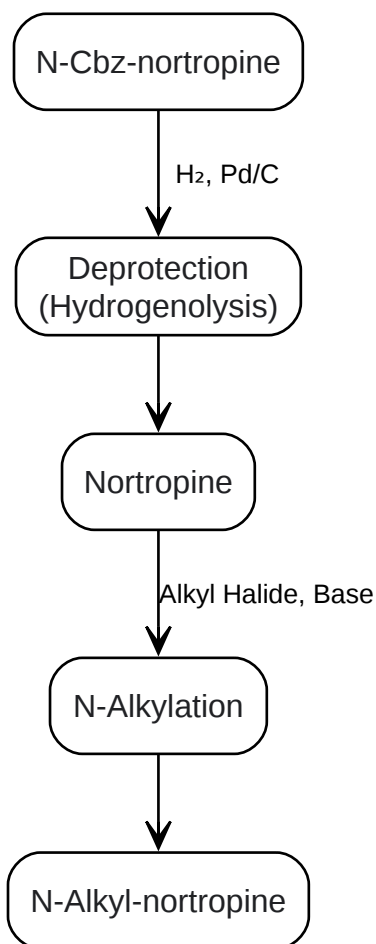 N-Cbz-nortropine
H₂, Pd/C
Deprotection
(Hydrogenolysis)
Nortropine
Alkyl Halide, Base
N-Alkylation
N-Alkyl-nortropine